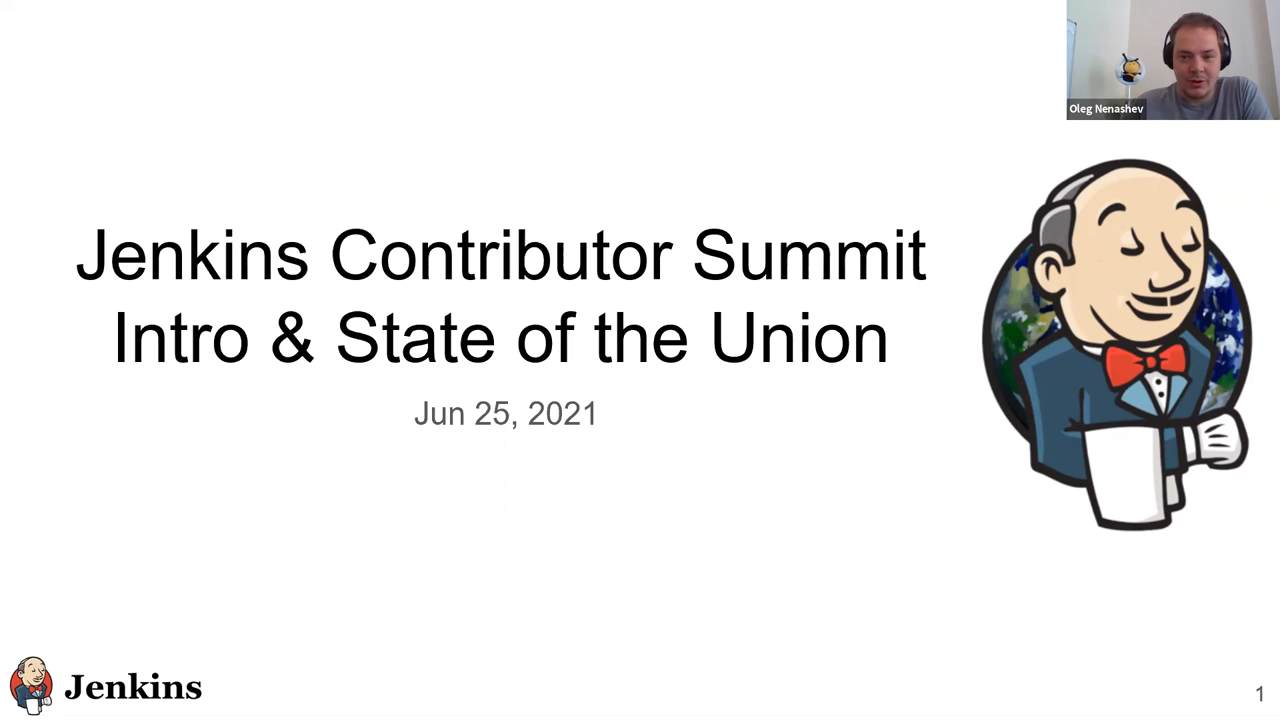 Oleg Nenashev
Jenkins Contributor Summit
Intro & State of the Union
Jun 25, 2021
Jenkins
1